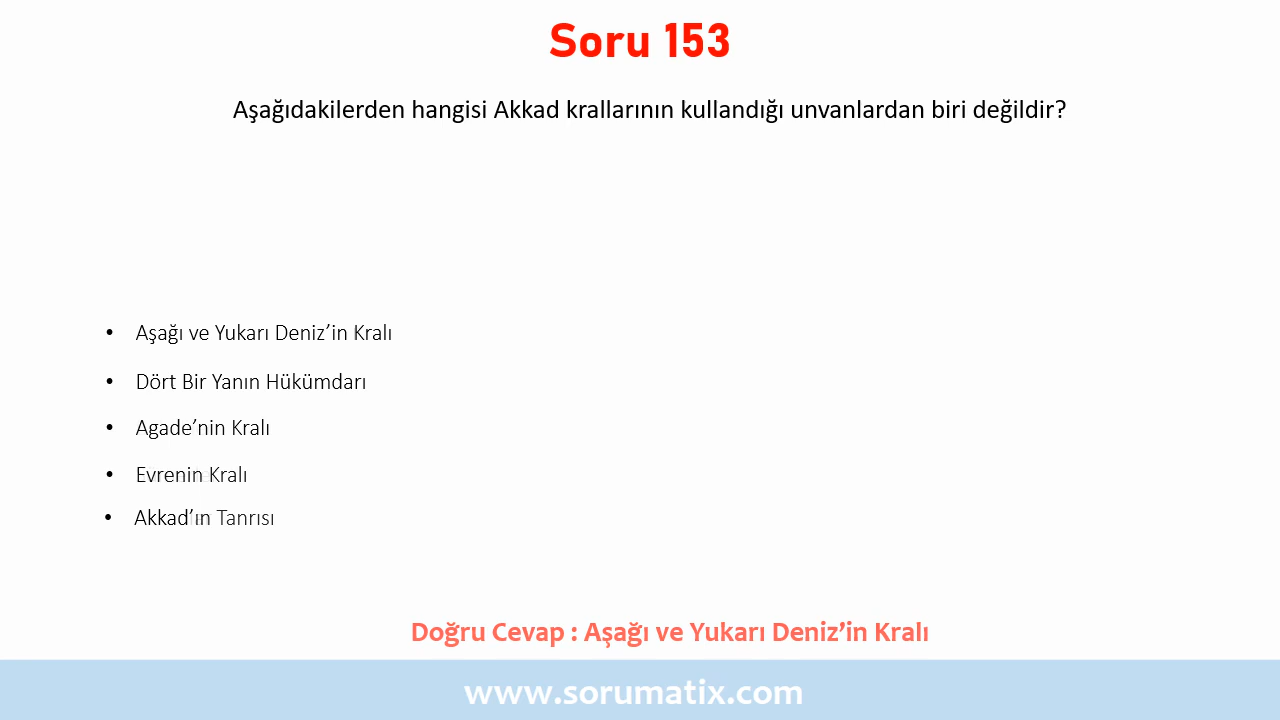 Soru 153
Aşağıdakilerden hangisi Akkad krallarının kullandığı unvanlardan biri değildir?
• Aşağı ve Yukarı Deniz’in Kralı
• Dört Bir Yanın Hükümdarı
• Agade’nin Kralı
• Evrenin Kralı
• Akkad’ın Tanrısı
Doğru Cevap : Aşağı ve Yukarı Deniz’in Kralı
www.sorumatix.com